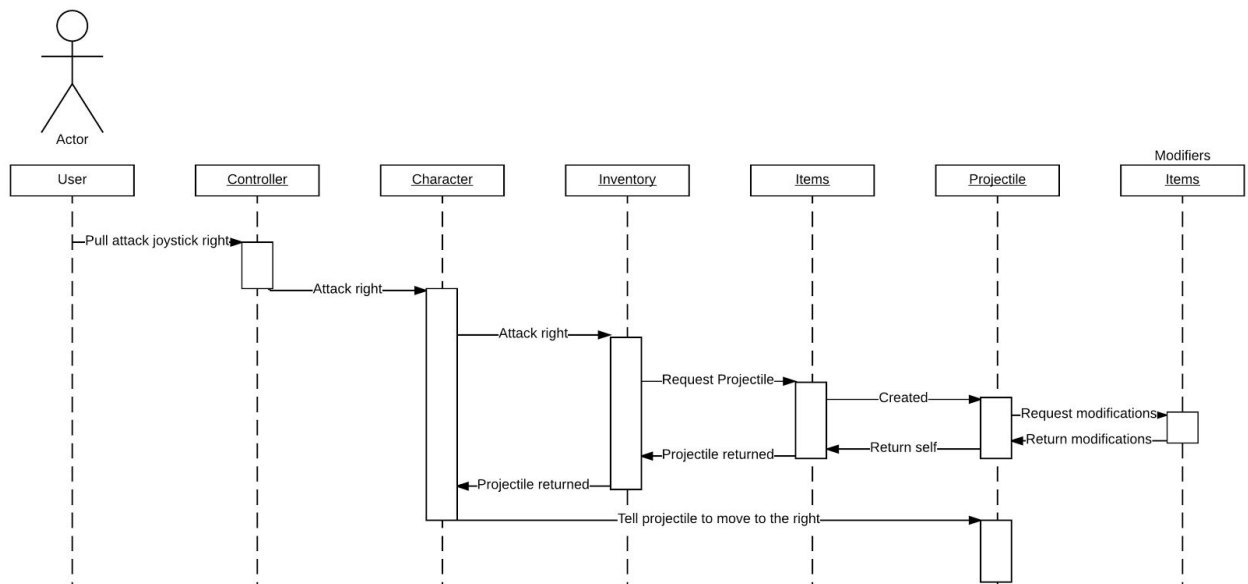 Actor
Modifiers
User
Controller
Character
Inventory
Items
Projectile
Items
Pull attack joystick right
Attack right
Attack right
Request Projectile
Created
Request modifications
Return modifications
Return self
Projectile returned
Projectile returned
Tell projectile to move to the right